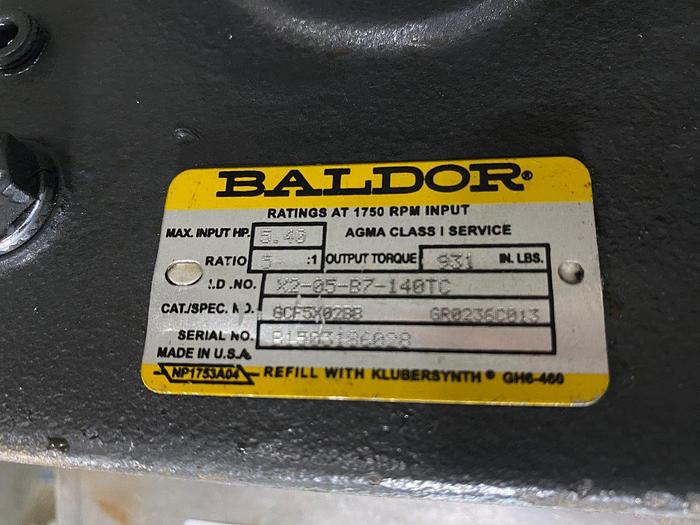 BALDOR®
RATINGS AT 1750 RPM INPUT
MAX. INPUT HP. 5.40 AGMA CLASS I SERVICE
RATIO 5 :1 OUTPUT TORQUE 931 IN. LBS.
I.D .NO. X2-05-B7-140TC
CAT./SPEC. NO. GCF5X02BB GR0236C013
SERIAL NO.
MADE IN U.S.A.
NP1753A04 REFILL WITH KLUBERSYNTH® GH6-460